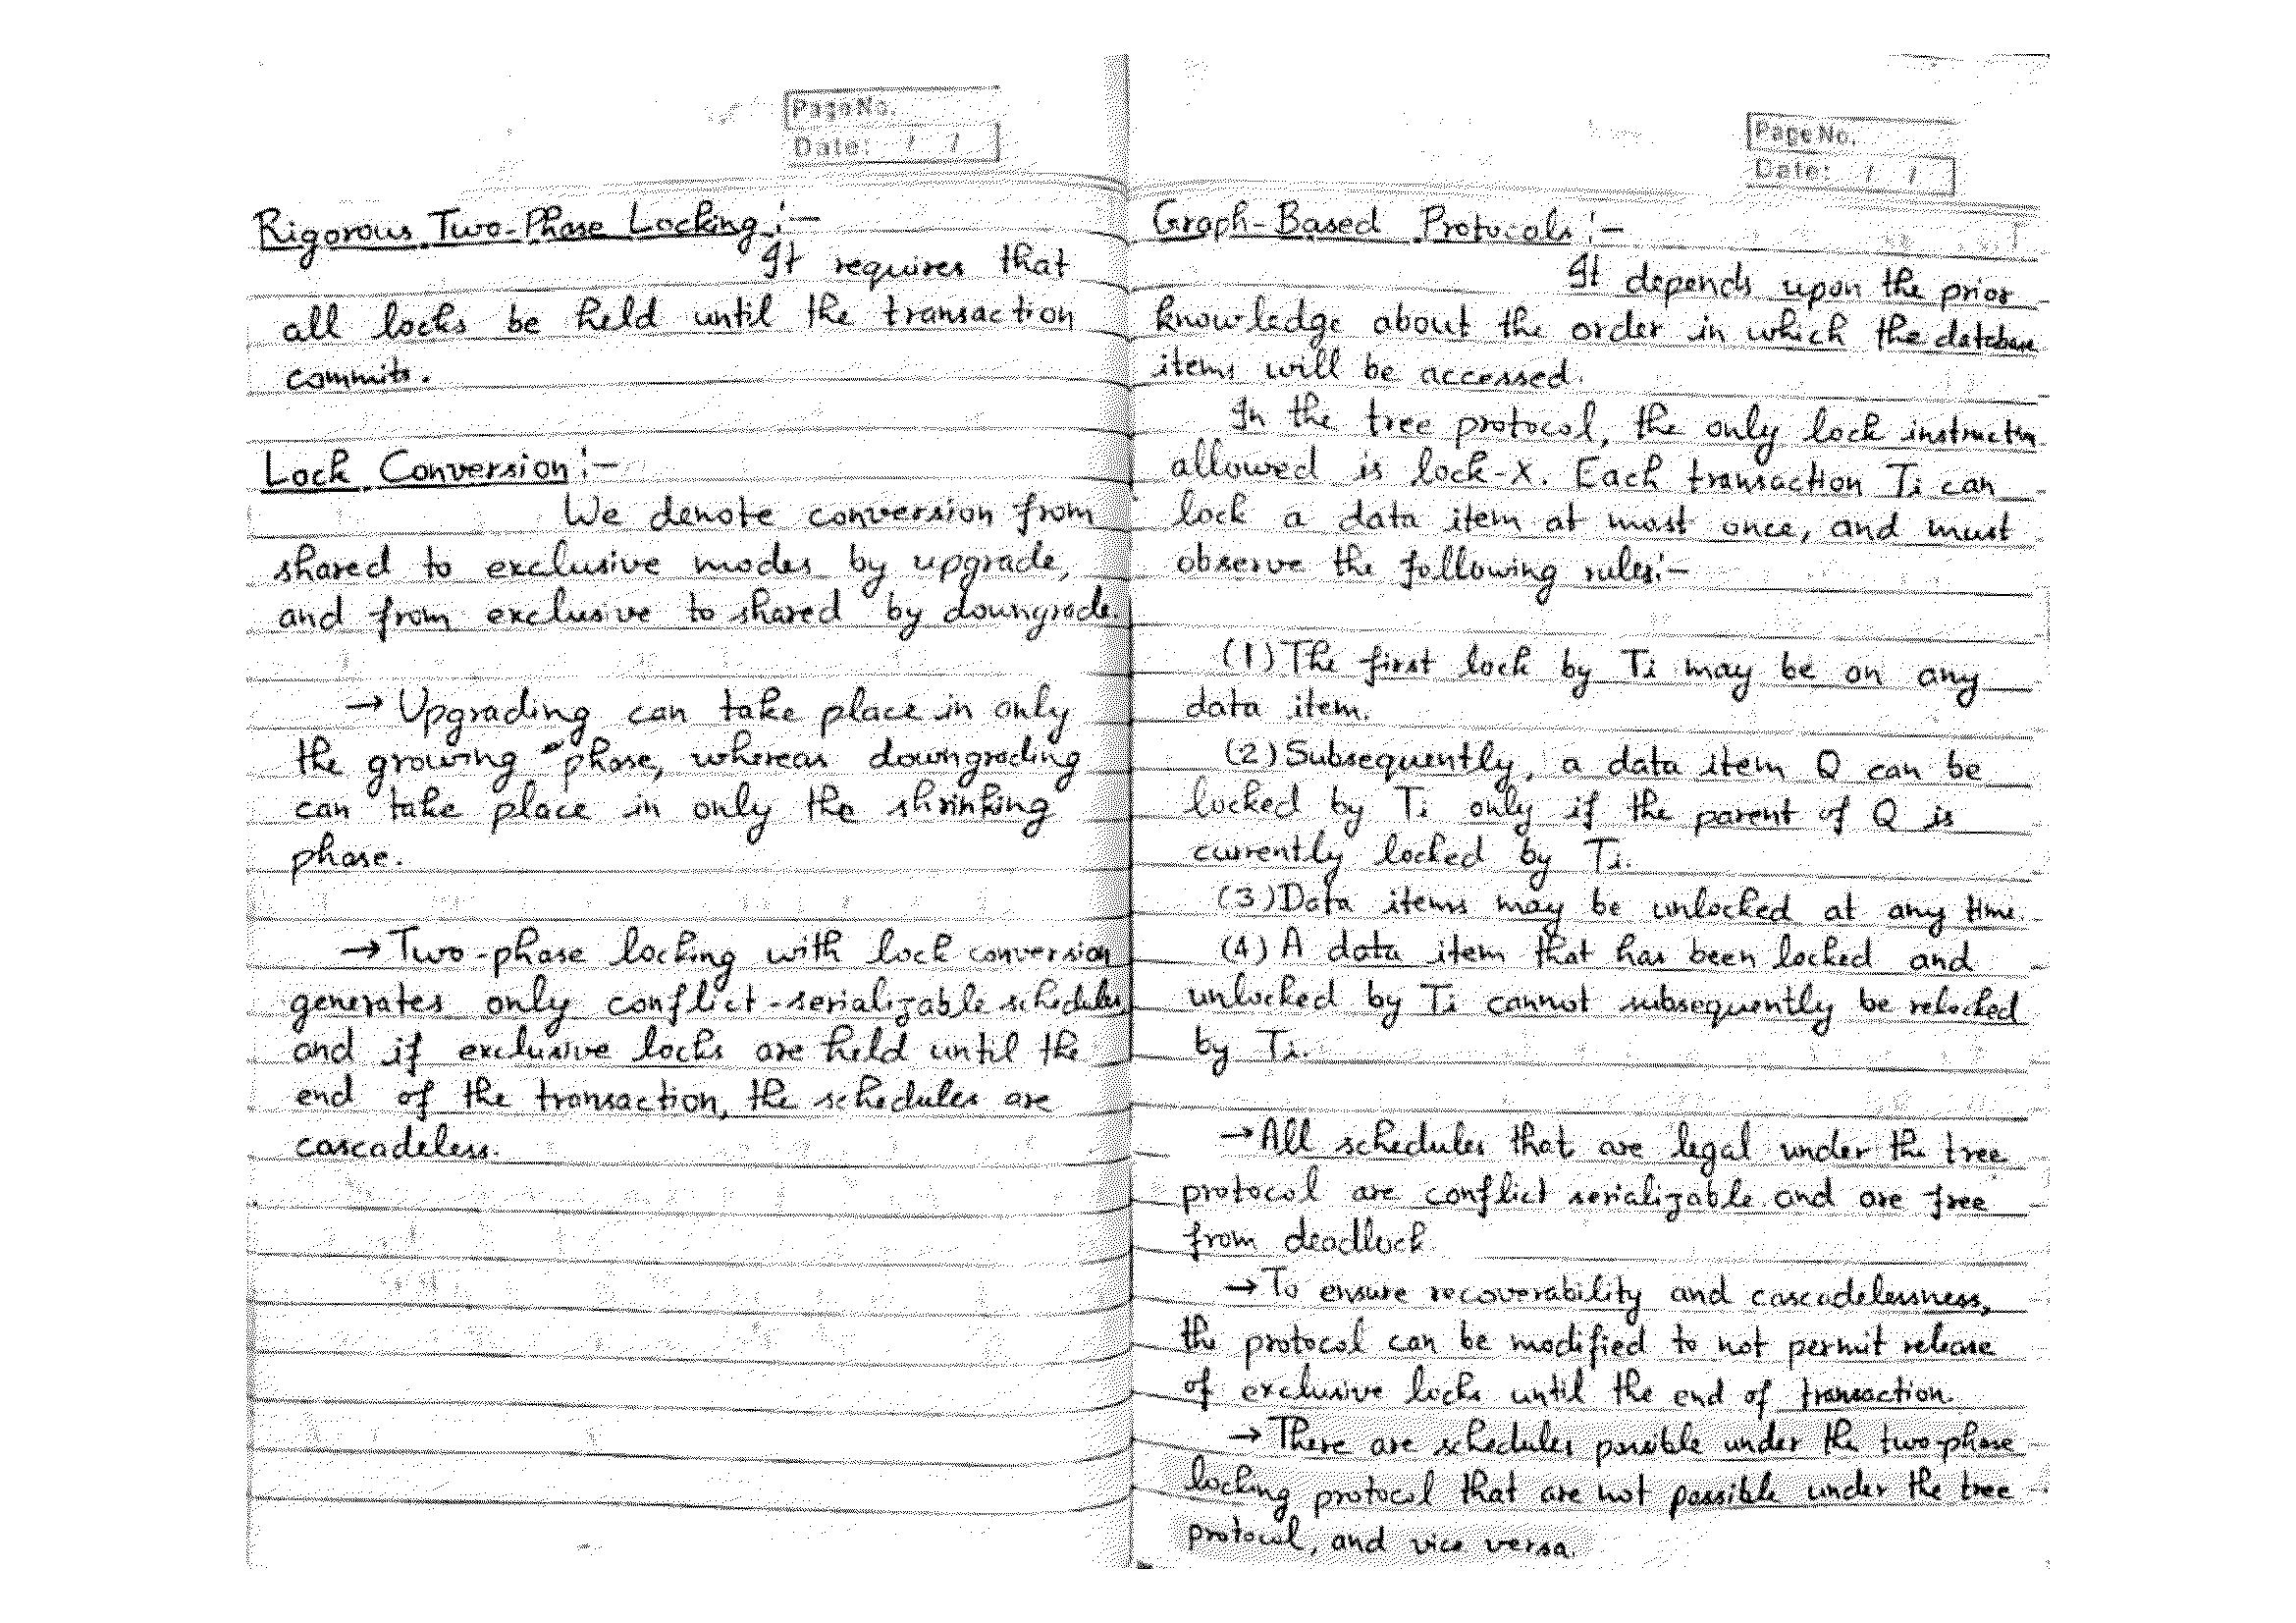 PageNo.
Date: / /
Rigorous Two-Phase Locking :-
It requires that
all locks be held until the transaction
commits.
Lock Conversion :-
We denote conversion from
shared to exclusive modes by upgrade,
and from exclusive to shared by downgrade.
→ Upgrading can take place in only
the growing phase, whereas downgrading
can take place in only the shrinking
phase.
→ Two-phase locking with lock conversion
generates only conflict-serializable schedules
and if exclusive locks are held until the
end of the transaction, the schedules are
cascadeless.
Page No.
Date: / /
Graph-Based Protocols :-
It depends upon the prior
knowledge about the order in which the database
items will be accessed.
In the tree protocol, the only lock instructn
allowed is lock-X. Each transaction Ti can
lock a data item at most once, and must
observe the following rules:-
(1) The first lock by Ti may be on any
data item.
(2) Subsequently, a data item Q can be
locked by Ti only if the parent of Q is
currently locked by Ti.
(3) Data items may be unlocked at any time.
(4) A data item that has been locked and
unlocked by Ti cannot subsequently be relocked
by Ti.
→ All schedules that are legal under the tree
protocol are conflict serializable and are free
from deadlock.
→ To ensure recoverability and cascadelessness,
the protocol can be modified to not permit release
of exclusive locks until the end of transaction.
→ There are schedules possible under the two-phase
locking protocol that are not possible under the tree
protocol, and vice versa.